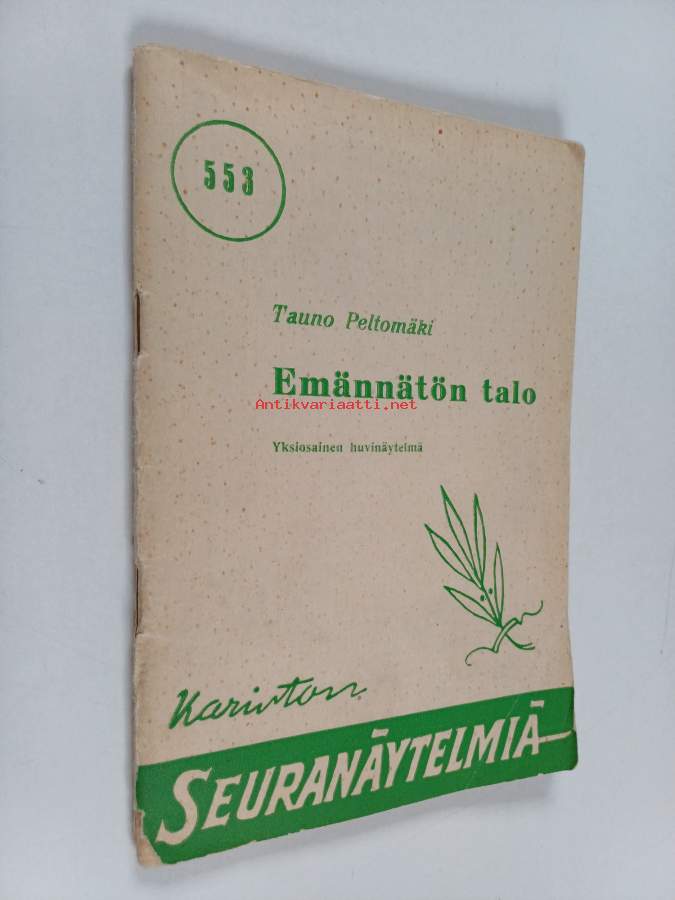 553
Tauno Peltomäki
Emännätön talo
Antikvariaatti.net
Yksiosainen huvinäytelmä
Kariston
SEURANÄYTELMIÄ